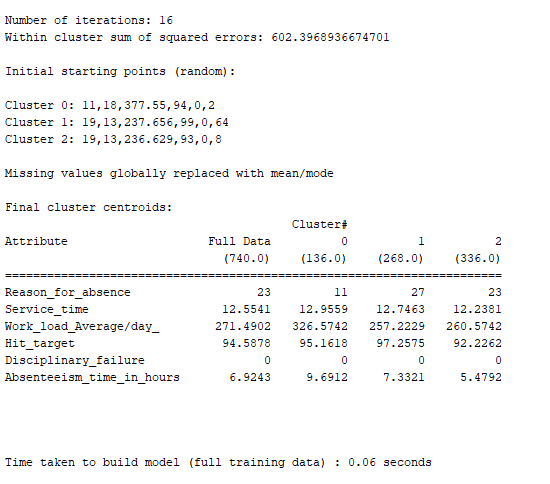 Number of iterations: 16
Within cluster sum of squared errors: 602.3968936674701
Initial starting points (random):
Cluster 0: 11,18,377.55,94,0,2
Cluster 1: 19,13,237.656,99,0,64
Cluster 2: 19,13,236.629,93,0,8
Missing values globally replaced with mean/mode
Final cluster centroids:
Cluster#
Attribute Full Data 0 1 2
(740.0) (136.0) (268.0) (336.0)
================================================================================
Reason_for_absence 23 11 27 23
Service_time 12.5541 12.9559 12.7463 12.2381
Work_load_Average/day_ 271.4902 326.5742 257.2229 260.5742
Hit_target 94.5878 95.1618 97.2575 92.2262
Disciplinary_failure 0 0 0 0
Absenteeism_time_in_hours 6.9243 9.6912 7.3321 5.4792
Time taken to build model (full training data) : 0.06 seconds